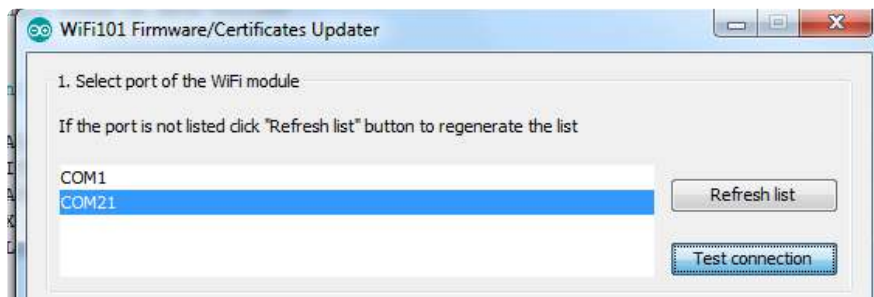 WiFi101 Firmware/Certificates Updater
1. Select port of the WiFi module
If the port is not listed click "Refresh list" button to regenerate the list
COM1
COM21
Refresh list
Test connection